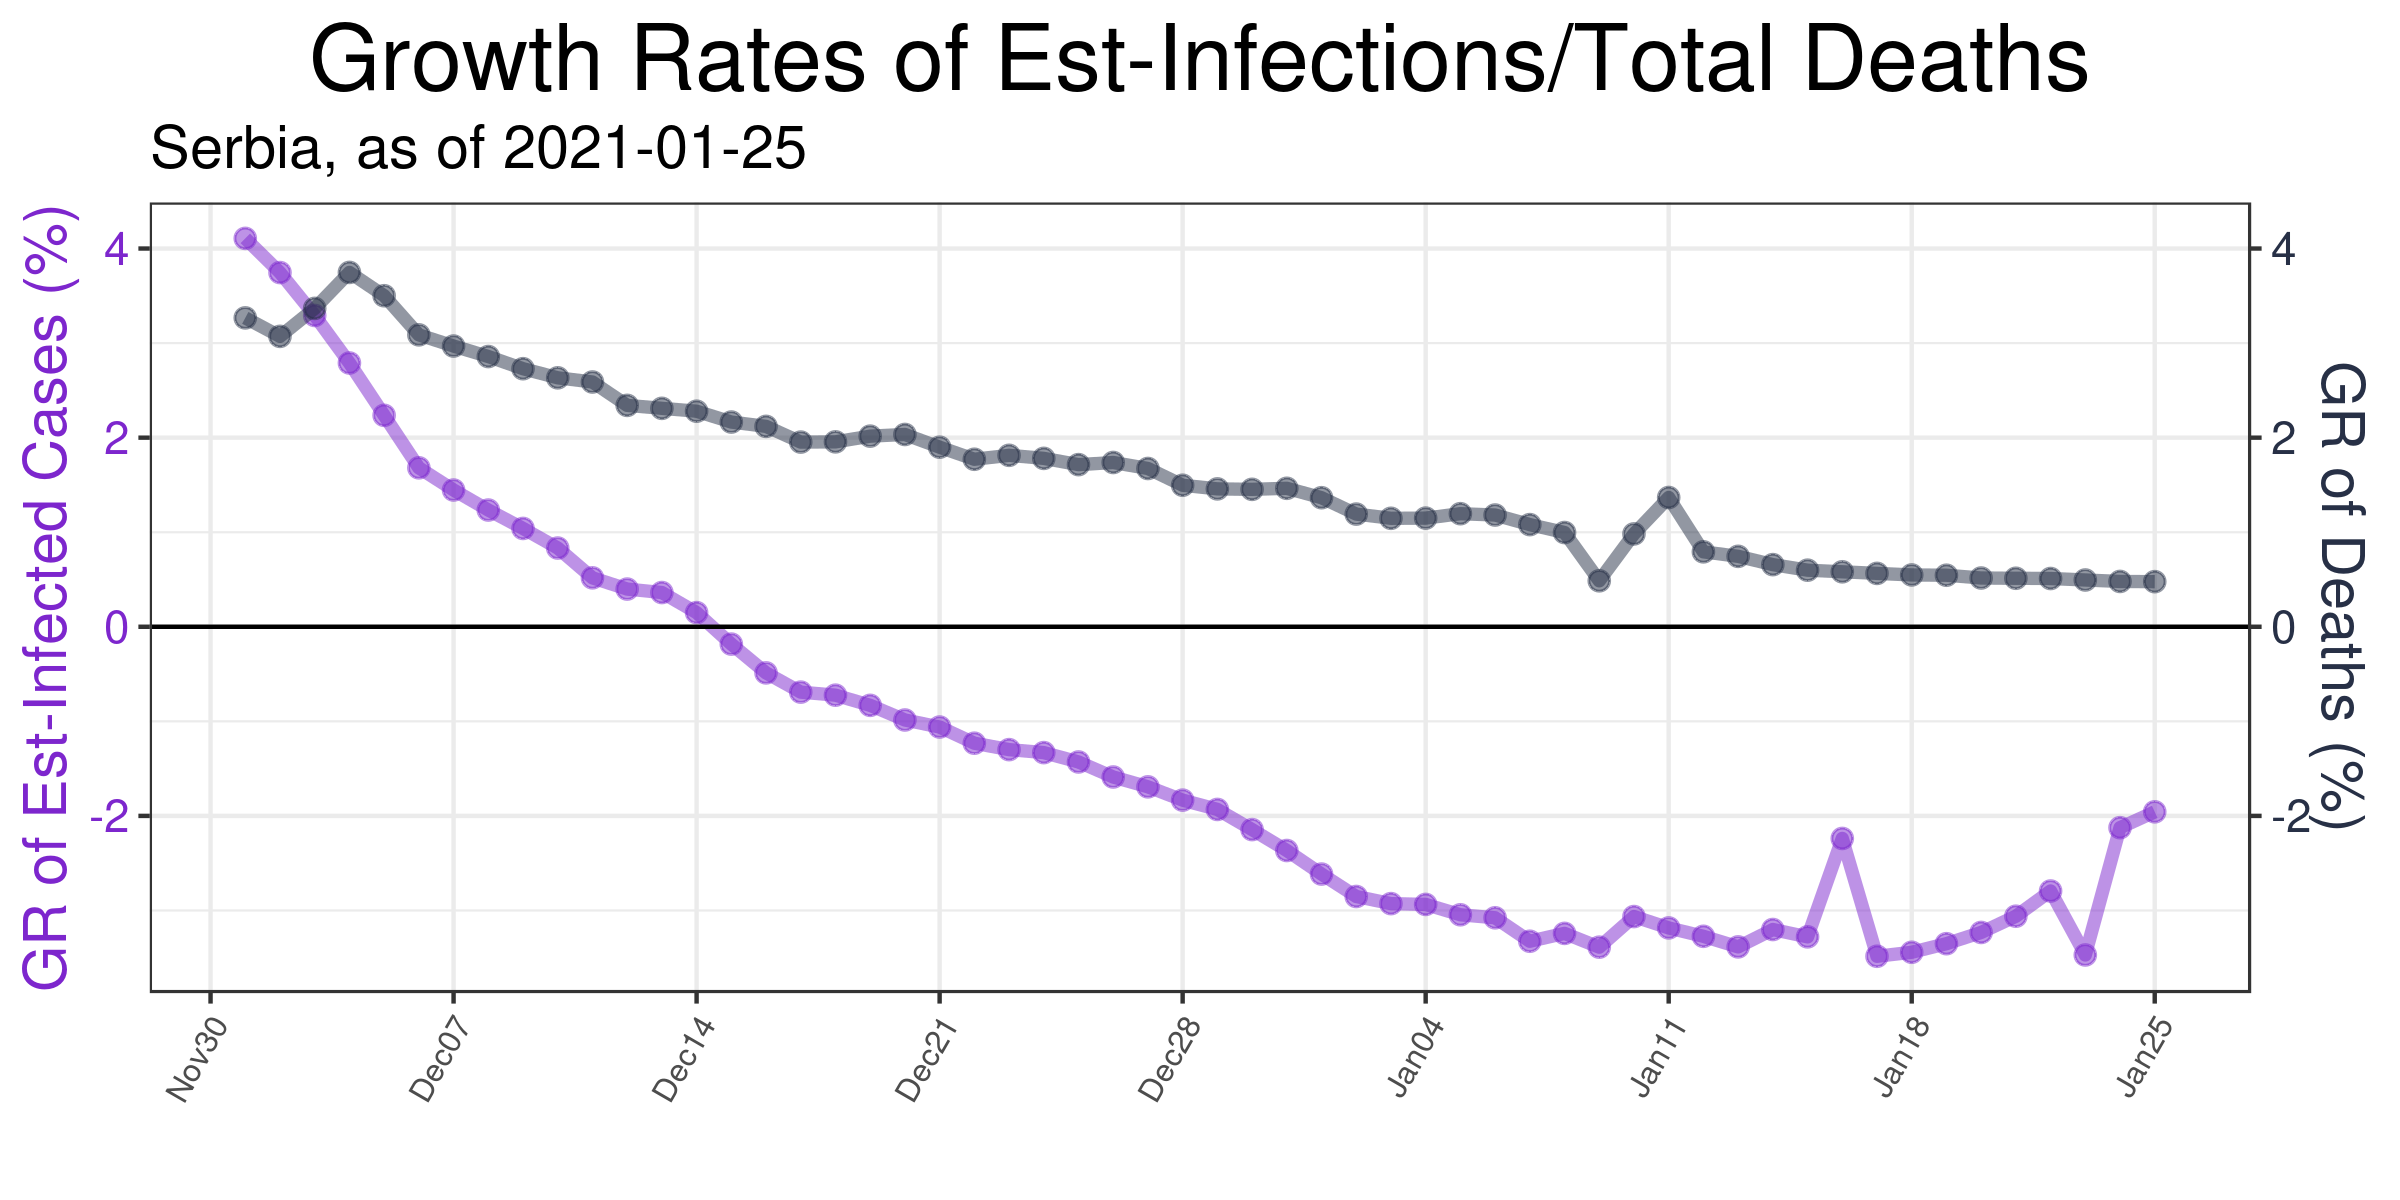 Growth Rates of Est-Infections/Total Deaths
Serbia, as of 2021-01-25
GR of Est-Infected Cases (%)
4
2
0
-2
4
2
0
-2
GR of Deaths (%)
Nov30
Dec07
Dec14
Dec21
Dec28
Jan04
Jan11
Jan18
Jan25